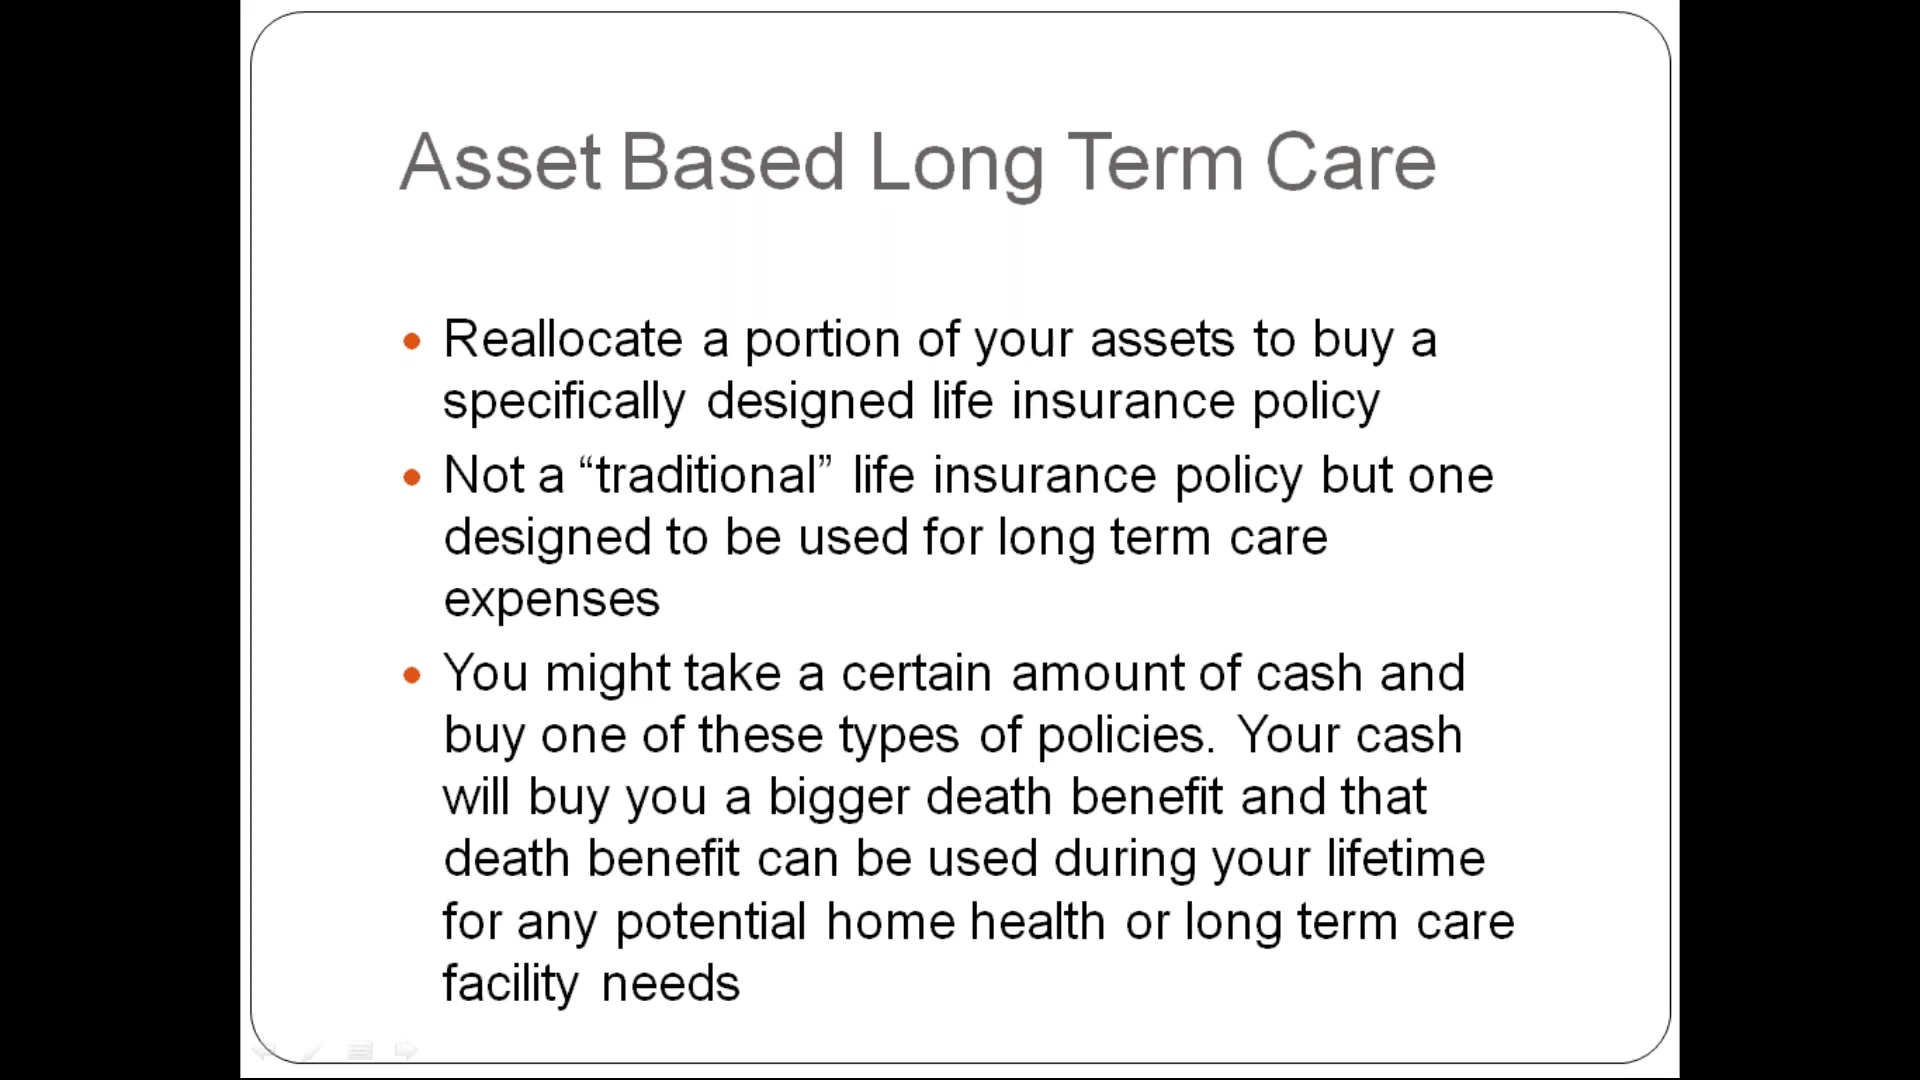 Asset Based Long Term Care
• Reallocate a portion of your assets to buy a
specifically designed life insurance policy
• Not a “traditional” life insurance policy but one
designed to be used for long term care
expenses
• You might take a certain amount of cash and
buy one of these types of policies. Your cash
will buy you a bigger death benefit and that
death benefit can be used during your lifetime
for any potential home health or long term care
facility needs